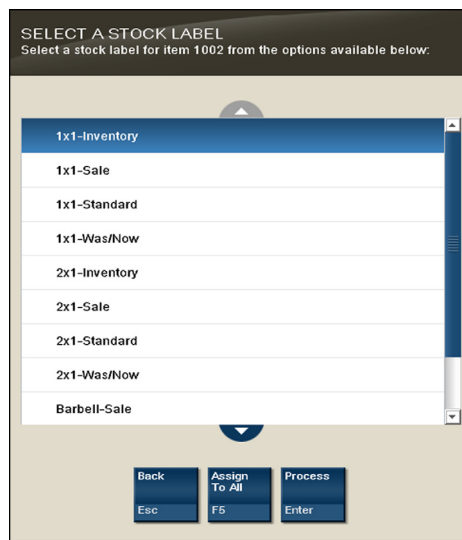 SELECT A STOCK LABEL
Select a stock label for item 1002 from the options available below:
1x1-Inventory
1x1-Sale
1x1-Standard
1x1-Was/Now
2x1-Inventory
2x1-Sale
2x1-Standard
2x1-Was/Now
Barbell-Sale
Back
Esc
Assign
To All
F5
Process
Enter